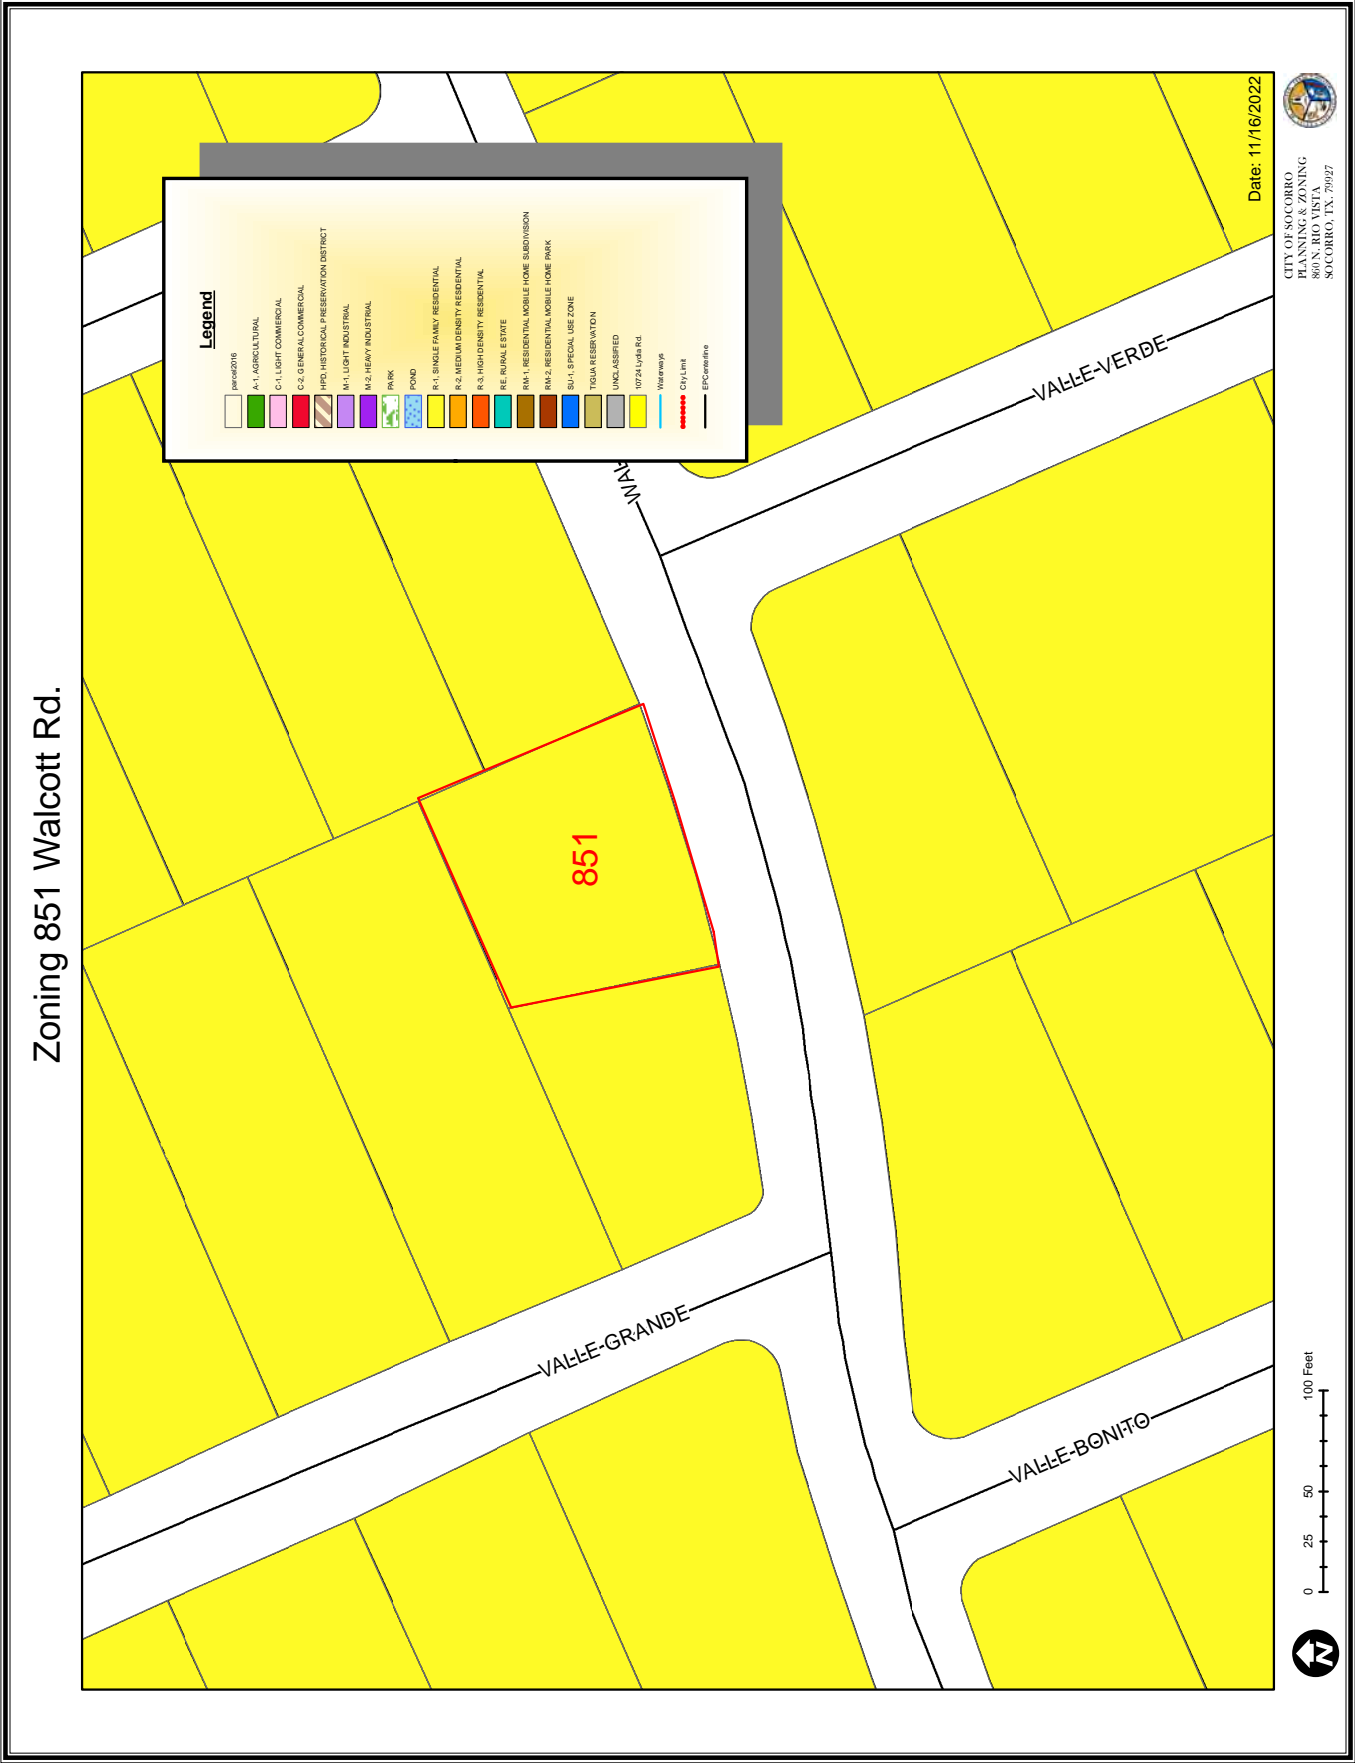 Zoning 851 Walcott Rd.
Legend
parcel2016
A-1, AGRICULTURAL
C-1, LIGHT COMMERCIAL
C-2, GENERAL COMMERCIAL
HPD, HISTORICAL PRESERVATION DISTRICT
M-1, LIGHT INDUSTRIAL
M-2, HEAVY INDUSTRIAL
PARK
POND
R-1, SINGLE FAMILY RESIDENTIAL
R-2, MEDIUM DENSITY RESIDENTIAL
R-3, HIGH DENSITY RESIDENTIAL
RE, RURAL ESTATE
RM-1, RESIDENTIAL MOBILE HOME SUBDIVISION
RM-2, RESIDENTIAL MOBILE HOME PARK
SU-1, SPECIAL USE ZONE
TIGUA RESERVATION
UNCLASSIFIED
10724 Lydia Rd.
Waterways
City Limit
EPCenterline
WAL
851
VALLE VERDE
VALLE GRANDE
VALLE BONITO
Date: 11/16/2022
CITY OF SOCORRO
PLANNING & ZONING
860 N. RIO VISTA
SOCORRO, TX. 79927
0 25 50 100 Feet
N